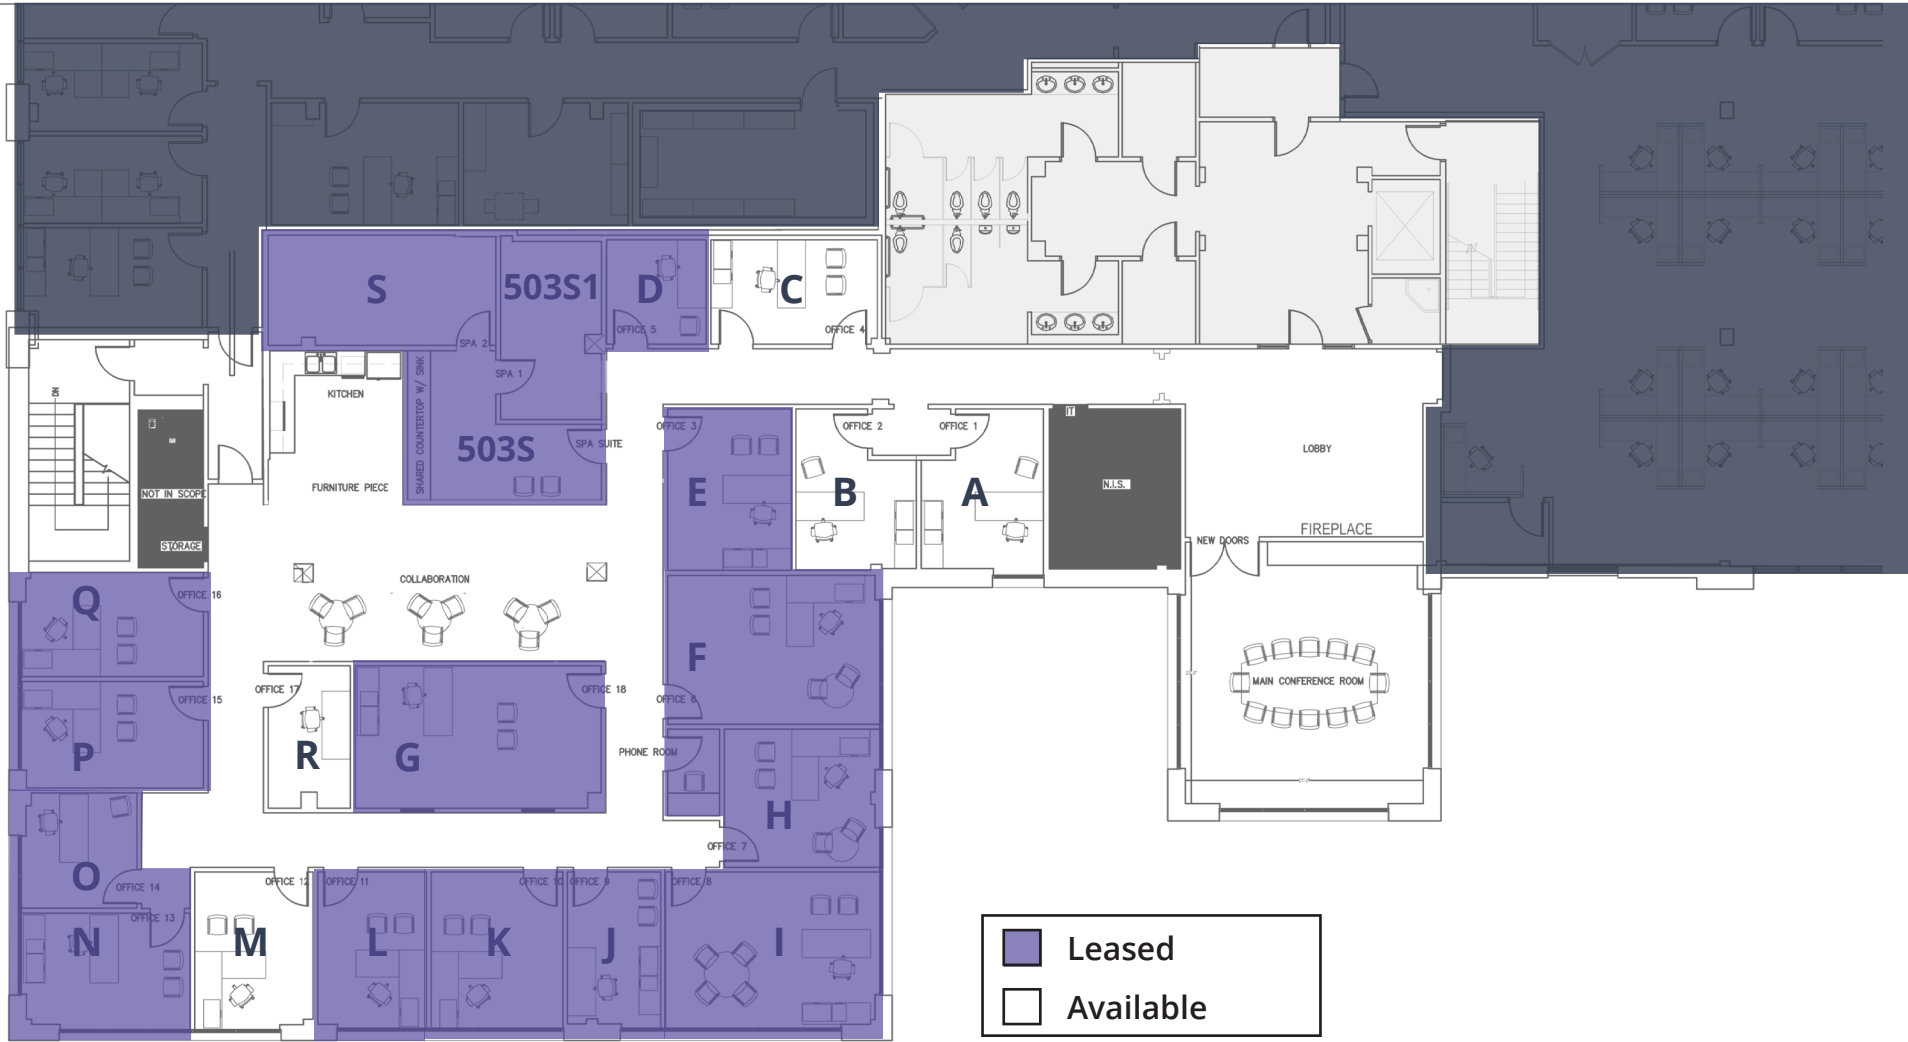 S
503S1
D
C
OFFICE 5
OFFICE 4
SPA 2
SPA 1
KITCHEN
SHARED COUNTERTOP W/ SINK
DN
IT
OFFICE 3
OFFICE 2
OFFICE 1
503S
SPA SUITE
LOBBY
FURNITURE PIECE
NOT IN SCOPE
E
B
A
N.I.S.
FIREPLACE
NEW DOORS
STORAGE
COLLABORATION
Q
OFFICE 16
F
MAIN CONFERENCE ROOM
OFFICE 17
OFFICE 18
OFFICE 6
OFFICE 15
P
R
G
PHONE ROOM
H
OFFICE 7
O
OFFICE 14
OFFICE 12
OFFICE 11
OFFICE 10
OFFICE 9
OFFICE 8
OFFICE 13
N
M
L
K
J
I
Leased
Available